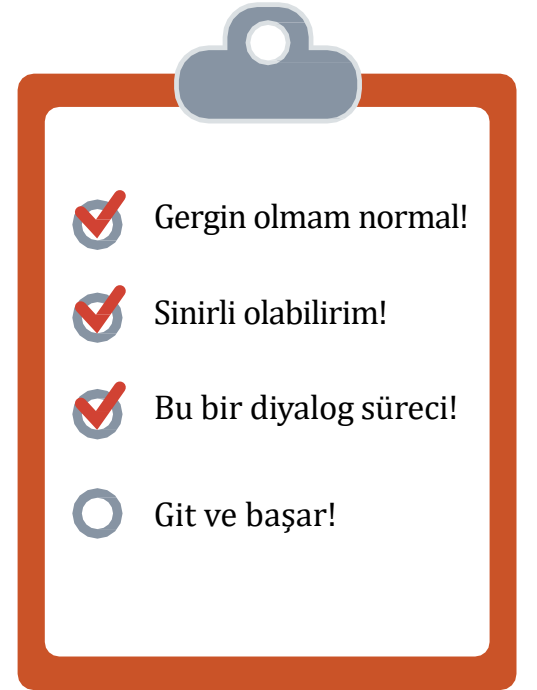 Gergin olmam normal!
Sinirli olabilirim!
Bu bir diyalog süreci!
Git ve başar!